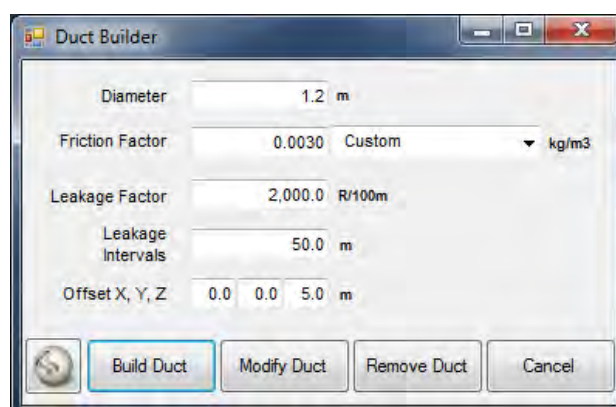 Duct Builder
Diameter 1.2 m
Friction Factor 0.0030 Custom kg/m3
Leakage Factor 2,000.0 R/100m
Leakage
Intervals 50.0 m
Offset X, Y, Z 0.0 0.0 5.0 m
Build Duct Modify Duct Remove Duct Cancel